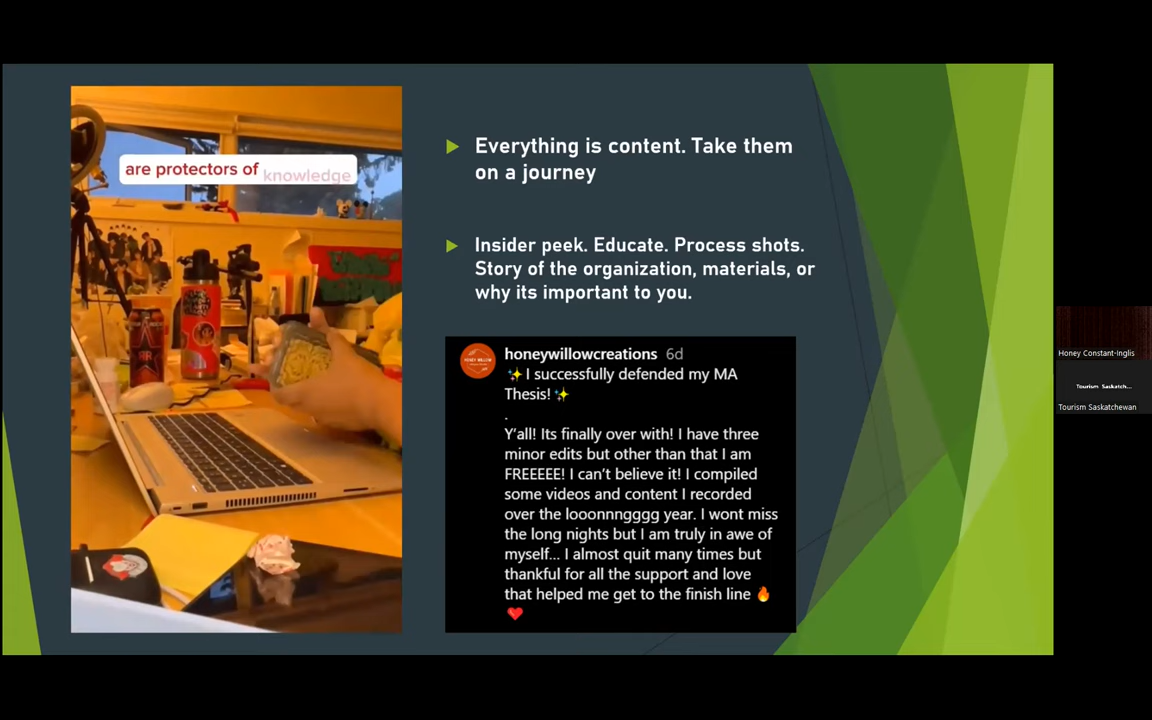 are protectors of knowledge
Everything is content. Take them
on a journey
Insider peek. Educate. Process shots.
Story of the organization, materials, or
why its important to you.
honeywillowcreations 6d
✨I successfully defended my MA
Thesis!✨
.
Y'all! Its finally over with! I have three
minor edits but other than that I am
FREEEEE! I can't believe it! I compiled
some videos and content I recorded
over the looonnngggg year. I wont miss
the long nights but I am truly in awe of
myself... I almost quit many times but
thankful for all the support and love
that helped me get to the finish line 🔥
❤️
Honey Constant-Inglis
Tourism Saskatch...
Tourism Saskatchewan